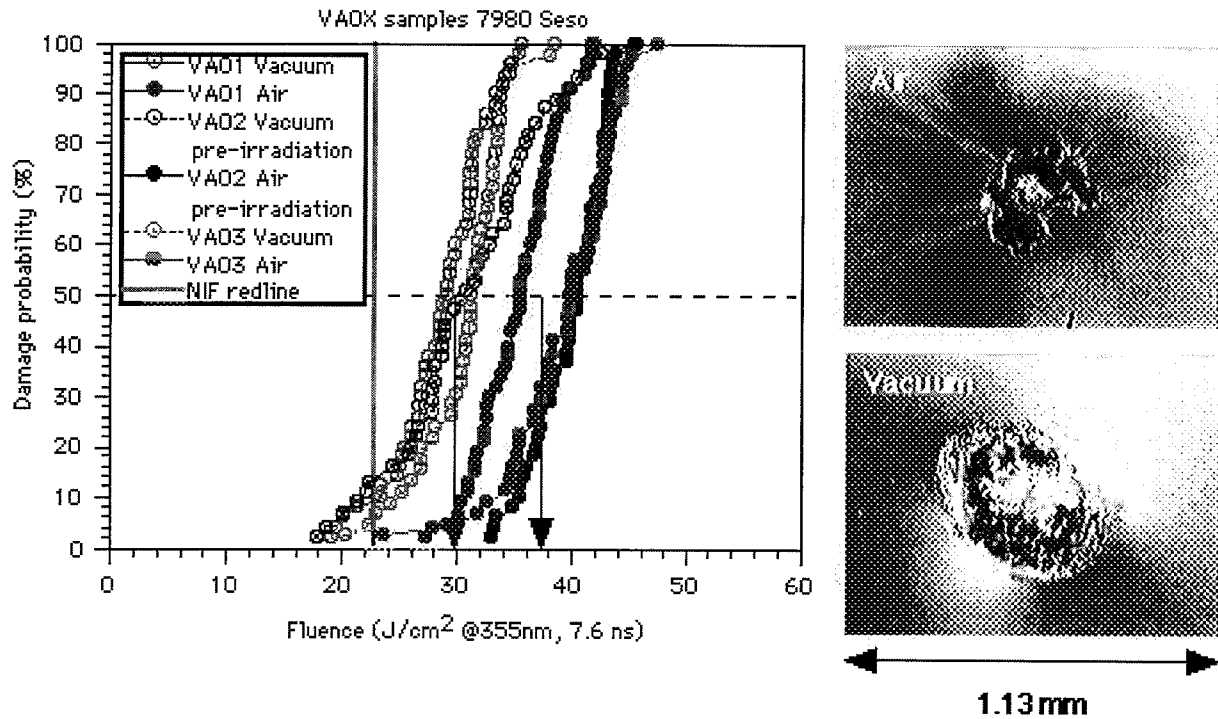 VA0X samples 7980 Seso
VA01 Vacuum
VA01 Air
VA02 Vacuum
pre-irradiation
VA02 Air
pre-irradiation
VA03 Vacuum
VA03 Air
NIF redline
Damage probability (%)
100
90
80
70
60
50
40
30
20
10
0
0
10
20
30
40
50
60
Fluence (J/cm² @355nm, 7.6 ns)
Air
Vacuum
1.13mm